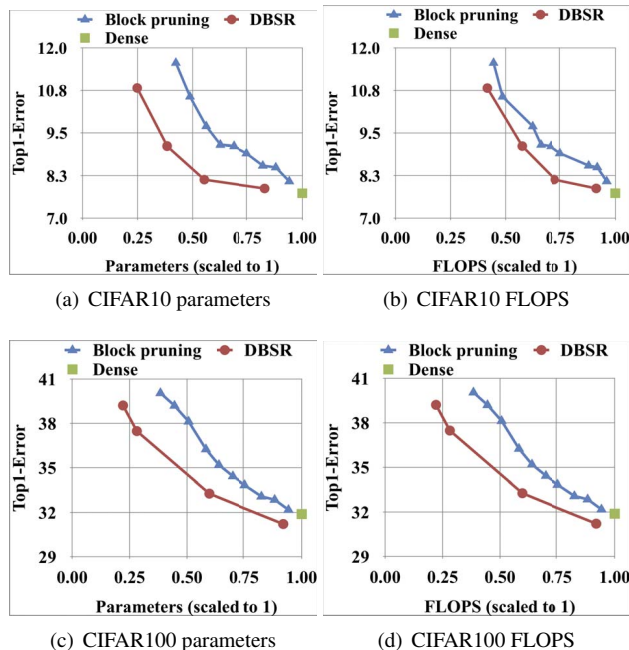 Block pruning DBSR
Dense
Top1-Error
12.0
10.8
9.5
8.3
7.0
0.00 0.25 0.50 0.75 1.00
Parameters (scaled to 1)
(a) CIFAR10 parameters
Block pruning DBSR
Dense
Top1-Error
12.0
10.8
9.5
8.3
7.0
0.00 0.25 0.50 0.75 1.00
FLOPS (scaled to 1)
(b) CIFAR10 FLOPS
Block pruning DBSR
Dense
Top1-Error
41
38
35
32
29
0.00 0.25 0.50 0.75 1.00
Parameters (scaled to 1)
(c) CIFAR100 parameters
Block pruning DBSR
Dense
Top1-Error
41
38
35
32
29
0.00 0.25 0.50 0.75 1.00
FLOPS (scaled to 1)
(d) CIFAR100 FLOPS